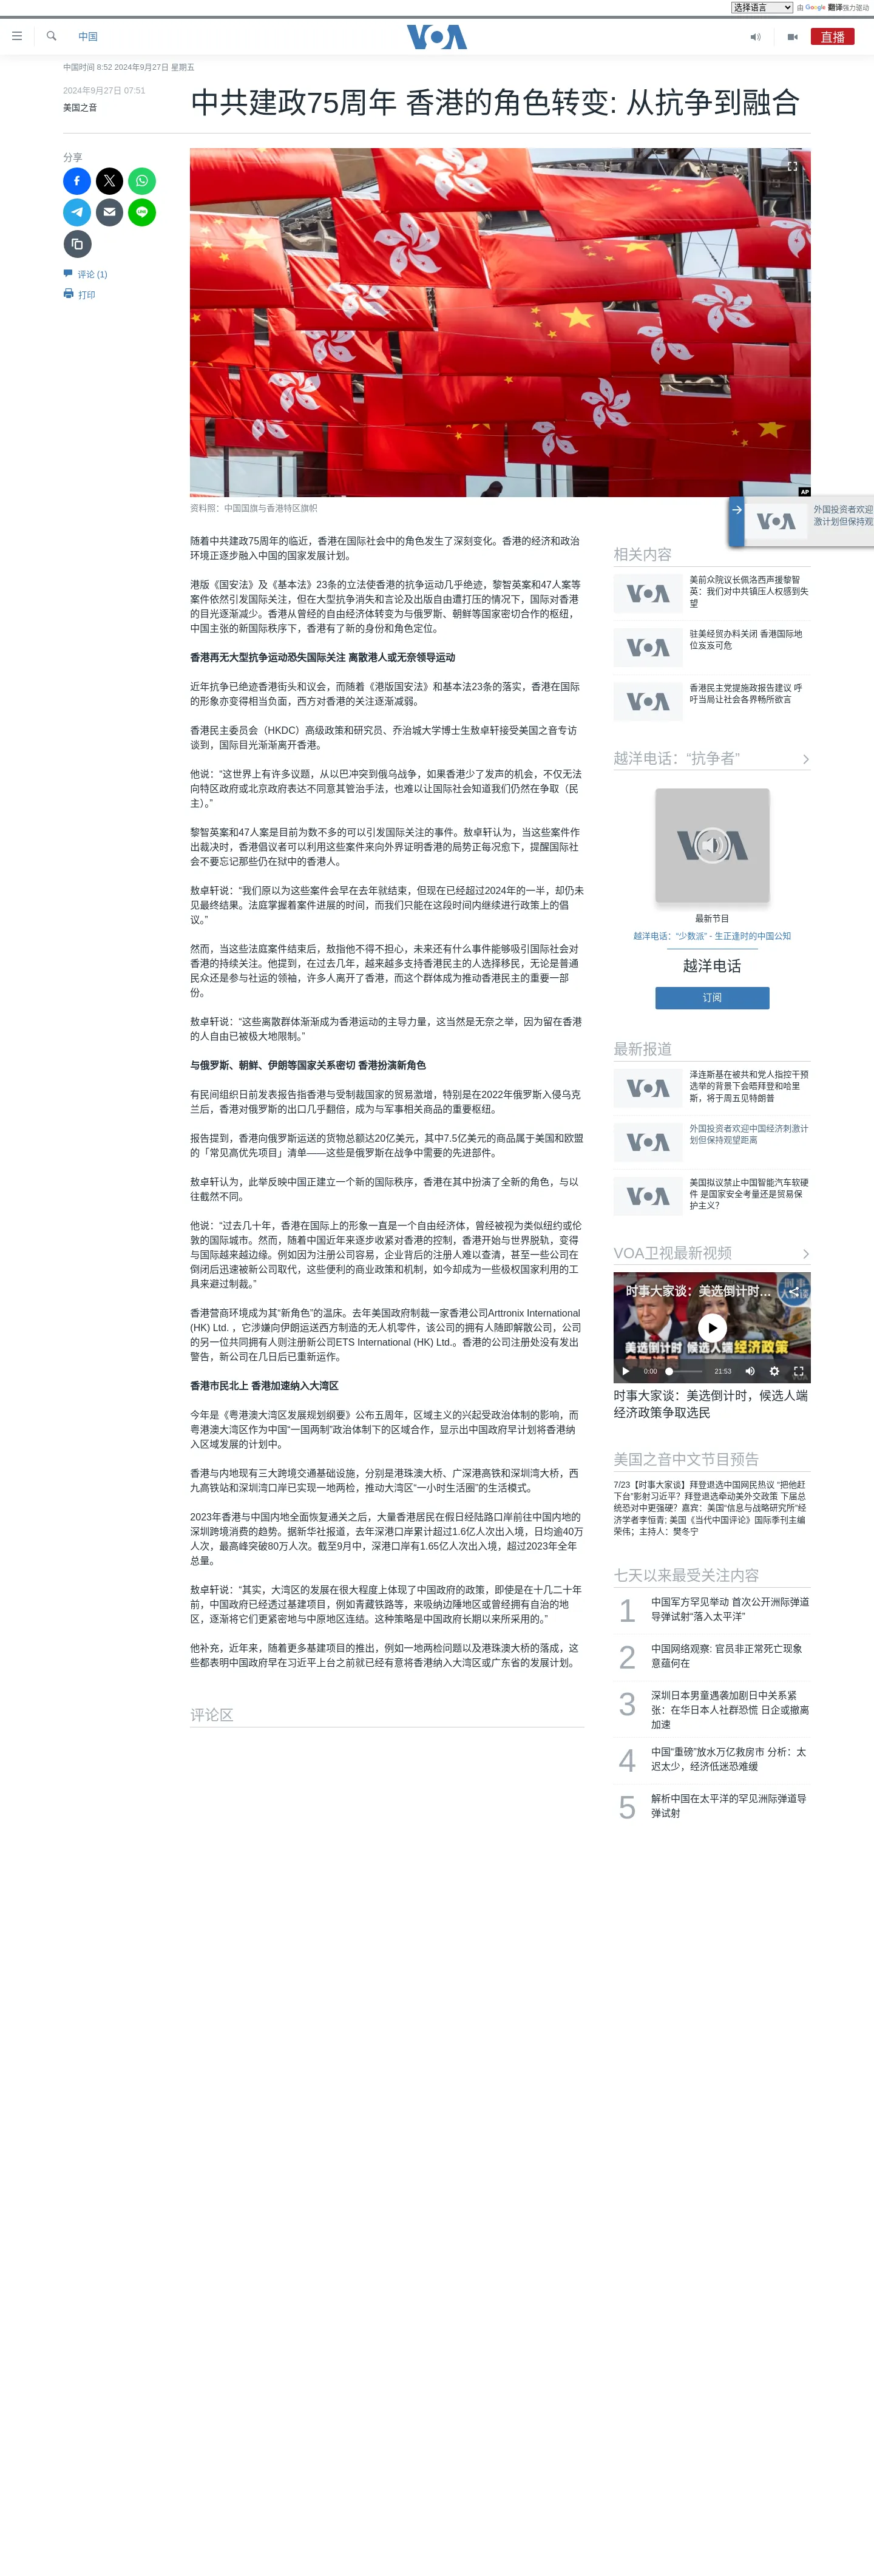 选择语言 由 Google 翻译强力驱动
中国
VOA
直播
中国时间 8:52 2024年9月27日 星期五
2024年9月27日 07:51
美国之音
中共建政75周年 香港的角色转变: 从抗争到融合
分享
评论 (1)
打印
AP
资料照：中国国旗与香港特区旗帜
随着中共建政75周年的临近，香港在国际社会中的角色发生了深刻变化。香港的经济和政治
环境正逐步融入中国的国家发展计划。
港版《国安法》及《基本法》23条的立法使香港的抗争运动几乎绝迹，黎智英案和47人案等
案件依然引发国际关注，但在大型抗争消失和言论及出版自由遭打压的情况下，国际对香港
的目光逐渐减少。香港从曾经的自由经济体转变为与俄罗斯、朝鲜等国家密切合作的枢纽，
中国主张的新国际秩序下，香港有了新的身份和角色定位。
香港再无大型抗争运动恐失国际关注 离散港人或无奈领导运动
近年抗争已绝迹香港街头和议会，而随着《港版国安法》和基本法23条的落实，香港在国际
的形象亦变得相当负面，西方对香港的关注逐渐减弱。
香港民主委员会（HKDC）高级政策和研究员、乔治城大学博士生敖卓轩接受美国之音专访
谈到，国际目光渐渐离开香港。
他说：“这世界上有许多议题，从以巴冲突到俄乌战争，如果香港少了发声的机会，不仅无法
向特区政府或北京政府表达不同意其管治手法，也难以让国际社会知道我们仍然在争取（民
主）。”
黎智英案和47人案是目前为数不多的可以引发国际关注的事件。敖卓轩认为，当这些案件作
出裁决时，香港倡议者可以利用这些案件来向外界证明香港的局势正每况愈下，提醒国际社
会不要忘记那些仍在狱中的香港人。
敖卓轩说：“我们原以为这些案件会早在去年就结束，但现在已经超过2024年的一半，却仍未
见最终结果。法庭掌握着案件进展的时间，而我们只能在这段时间内继续进行政策上的倡
议。”
然而，当这些法庭案件结束后，敖指他不得不担心，未来还有什么事件能够吸引国际社会对
香港的持续关注。他提到，在过去几年，越来越多支持香港民主的人选择移民，无论是普通
民众还是参与社运的领袖，许多人离开了香港，而这个群体成为推动香港民主的重要一部
份。
敖卓轩说：“这些离散群体渐渐成为香港运动的主导力量，这当然是无奈之举，因为留在香港
的人自由已被极大地限制。”
与俄罗斯、朝鲜、伊朗等国家关系密切 香港扮演新角色
有民间组织日前发表报告指香港与受制裁国家的贸易激增，特别是在2022年俄罗斯入侵乌克
兰后，香港对俄罗斯的出口几乎翻倍，成为与军事相关商品的重要枢纽。
报告提到，香港向俄罗斯运送的货物总额达20亿美元，其中7.5亿美元的商品属于美国和欧盟
的「常见高优先项目」清单——这些是俄罗斯在战争中需要的先进部件。
敖卓轩认为，此举反映中国正建立一个新的国际秩序，香港在其中扮演了全新的角色，与以
往截然不同。
他说：“过去几十年，香港在国际上的形象一直是一个自由经济体，曾经被视为类似纽约或伦
敦的国际城市。然而，随着中国近年来逐步收紧对香港的控制，香港开始与世界脱轨，变得
与国际越来越边缘。例如因为注册公司容易，企业背后的注册人难以查清，甚至一些公司在
倒闭后迅速被新公司取代，这些便利的商业政策和机制，如今却成为一些极权国家利用的工
具来避过制裁。”
香港营商环境成为其“新角色”的温床。去年美国政府制裁一家香港公司Arttronix International
(HK) Ltd. ，它涉嫌向伊朗运送西方制造的无人机零件，该公司的拥有人随即解散公司，公司
的另一位共同拥有人则注册新公司ETS International (HK) Ltd.。香港的公司注册处没有发出
警告，新公司在几日后已重新运作。
香港市民北上 香港加速纳入大湾区
今年是《粤港澳大湾区发展规划纲要》公布五周年，区域主义的兴起受政治体制的影响，而
粤港澳大湾区作为中国“一国两制”政治体制下的区域合作，显示出中国政府早计划将香港纳
入区域发展的计划中。
香港与内地现有三大跨境交通基础设施，分别是港珠澳大桥、广深港高铁和深圳湾大桥，西
九高铁站和深圳湾口岸已实现一地两检，推动大湾区“一小时生活圈”的生活模式。
2023年香港与中国内地全面恢复通关之后，大量香港居民在假日经陆路口岸前往中国内地的
深圳跨境消费的趋势。据新华社报道，去年深港口岸累计超过1.6亿人次出入境，日均逾40万
人次，最高峰突破80万人次。截至9月中，深港口岸有1.65亿人次出入境，超过2023年全年
总量。
敖卓轩说：“其实，大湾区的发展在很大程度上体现了中国政府的政策，即使是在十几二十年
前，中国政府已经透过基建项目，例如青藏铁路等，来吸纳边陲地区或曾经拥有自治的地
区，逐渐将它们更紧密地与中原地区连结。这种策略是中国政府长期以来所采用的。”
他补充，近年来，随着更多基建项目的推出，例如一地两检问题以及港珠澳大桥的落成，这
些都表明中国政府早在习近平上台之前就已经有意将香港纳入大湾区或广东省的发展计划。
评论区
外国投资者欢迎
激计划但保持观
相关内容
美前众院议长佩洛西声援黎智
英：我们对中共镇压人权感到失
望
驻美经贸办料关闭 香港国际地
位岌岌可危
香港民主党提施政报告建议 呼
吁当局让社会各界畅所欲言
越洋电话：“抗争者”
最新节目
越洋电话：“少数派” - 生正逢时的中国公知
越洋电话
订阅
最新报道
泽连斯基在被共和党人指控干预
选举的背景下会晤拜登和哈里
斯，将于周五见特朗普
外国投资者欢迎中国经济刺激计
划但保持观望距离
美国拟议禁止中国智能汽车软硬
件 是国家安全考量还是贸易保
护主义？
VOA卫视最新视频
时事大家谈：美选倒计时...
美选倒计时 候选人端经济政策
0:00 21:53
时事大家谈：美选倒计时，候选人端
经济政策争取选民
美国之音中文节目预告
7/23【时事大家谈】拜登退选中国网民热议 “把他赶
下台”影射习近平？拜登退选牵动美外交政策 下届总
统恐对中更强硬？嘉宾：美国“信息与战略研究所”经
济学者李恒青; 美国《当代中国评论》国际季刊主编
荣伟；主持人：樊冬宁
七天以来最受关注内容
1 中国军方罕见举动 首次公开洲际弹道
导弹试射“落入太平洋”
2 中国网络观察: 官员非正常死亡现象
意蕴何在
3 深圳日本男童遇袭加剧日中关系紧
张：在华日本人社群恐慌 日企或撤离
加速
4 中国“重磅”放水万亿救房市 分析：太
迟太少，经济低迷恐难缓
5 解析中国在太平洋的罕见洲际弹道导
弹试射